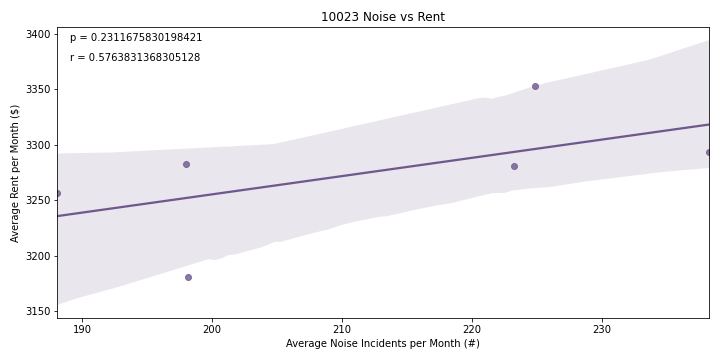 10023 Noise vs Rent
p = 0.2311675830198421
r = 0.5763831368305128
3400
3350
3300
3250
3200
3150
Average Rent per Month ($)
190
200
210
220
230
Average Noise Incidents per Month (#)